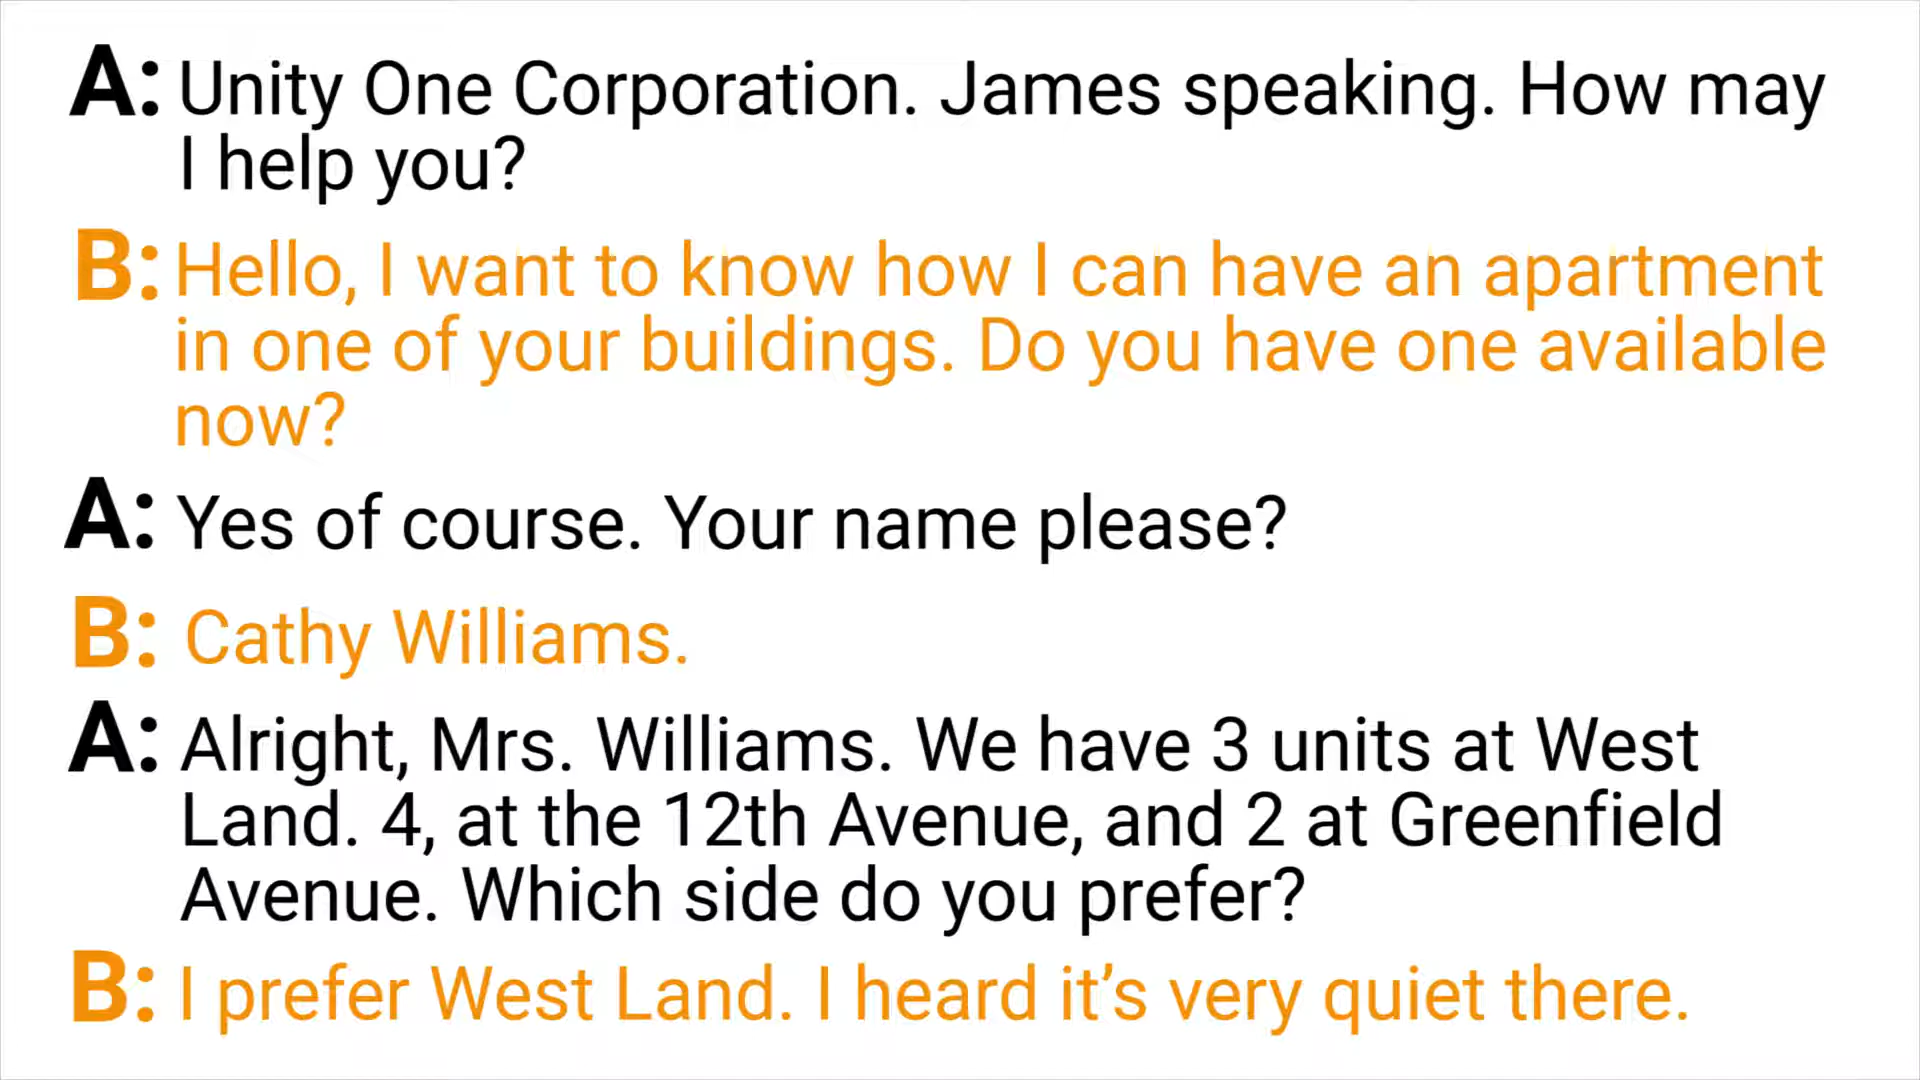 A: Unity One Corporation. James speaking. How may
I help you?
B: Hello, I want to know how I can have an apartment
in one of your buildings. Do you have one available
now?
A: Yes of course. Your name please?
B: Cathy Williams.
A: Alright, Mrs. Williams. We have 3 units at West
Land. 4, at the 12th Avenue, and 2 at Greenfield
Avenue. Which side do you prefer?
B: I prefer West Land. I heard it’s very quiet there.